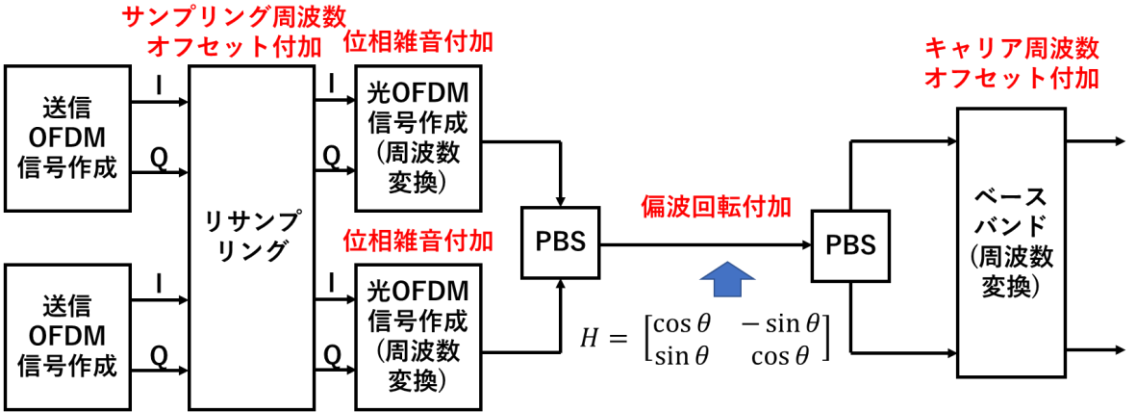 サンプリング周波数
オフセット付加
位相雑音付加
キャリア周波数
オフセット付加
送信
OFDM
信号作成
I
Q
リサンプ
リング
I
Q
光OFDM
信号作成
(周波数
変換)
PBS
偏波回転付加
PBS
ベース
バンド
(周波数
変換)
位相雑音付加
送信
OFDM
信号作成
I
Q
I
Q
光OFDM
信号作成
(周波数
変換)
H = [cos θ − sin θ
sin θ cos θ]